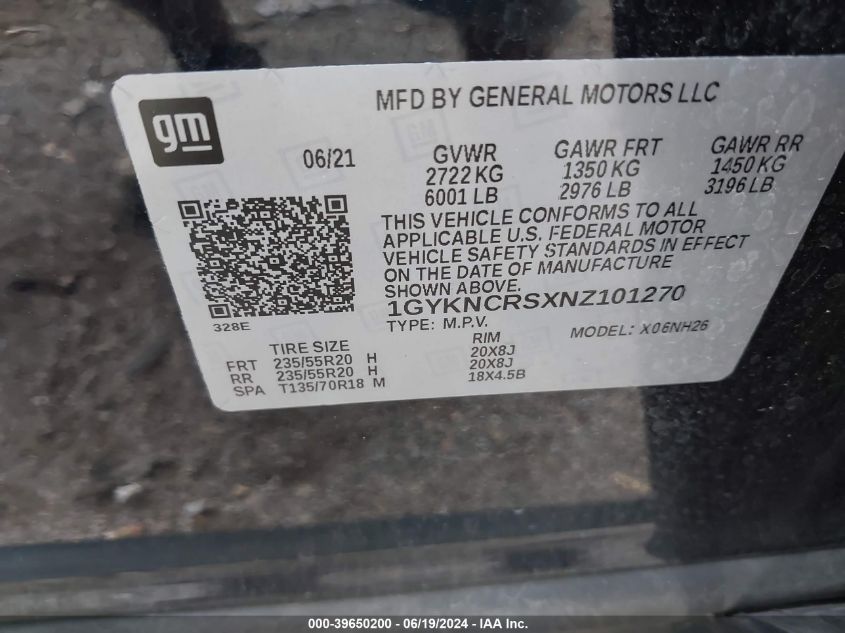 MFD BY GENERAL MOTORS LLC
gm
06/21
GVWR GAWR FRT GAWR RR
2722 KG 1350 KG 1450 KG
6001 LB 2976 LB 3196 LB
THIS VEHICLE CONFORMS TO ALL
APPLICABLE U.S. FEDERAL MOTOR
VEHICLE SAFETY STANDARDS IN EFFECT
ON THE DATE OF MANUFACTURE
SHOWN ABOVE.
1GYKNCRSXNZ101270
328E
TYPE: M.P.V. MODEL: X06NH26
TIRE SIZE RIM
FRT 235/55R20 H 20X8J
RR 235/55R20 H 20X8J
SPA T135/70R18 M 18X4.5B
000-39650200 - 06/19/2024 - IAA Inc.